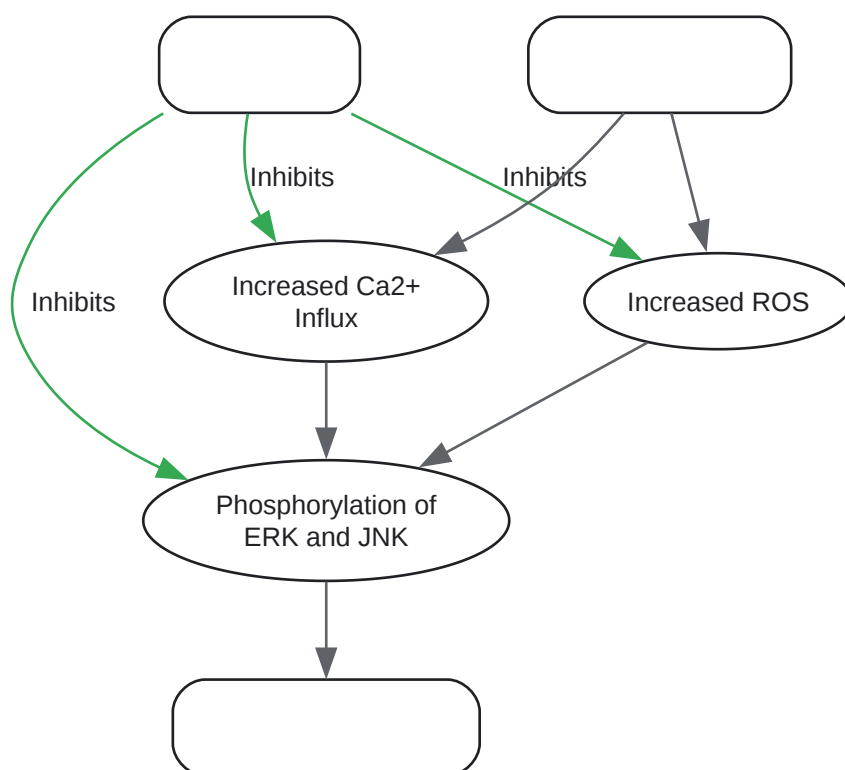 Inhibits
Inhibits
Increased Ca2+
Influx
Increased ROS
Inhibits
Phosphorylation of
ERK and JNK